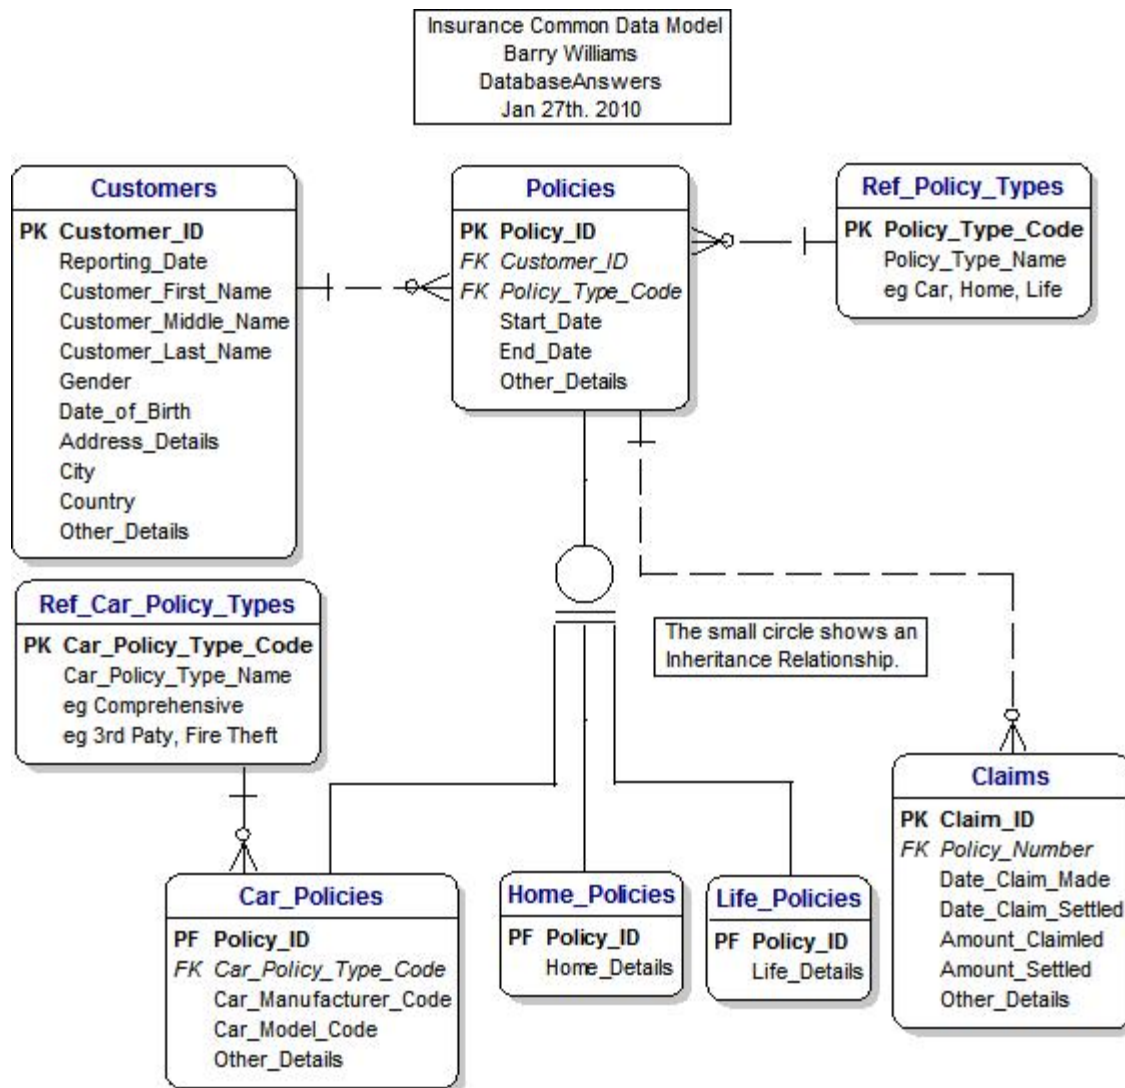 Insurance Common Data Model
Barry Williams
DatabaseAnswers
Jan 27th. 2010
Customers
PK Customer_ID
Reporting_Date
Customer_First_Name
Customer_Middle_Name
Customer_Last_Name
Gender
Date_of_Birth
Address_Details
City
Country
Other_Details
Policies
PK Policy_ID
FK Customer_ID
FK Policy_Type_Code
Start_Date
End_Date
Other_Details
Ref_Policy_Types
PK Policy_Type_Code
Policy_Type_Name
eg Car, Home, Life
Ref_Car_Policy_Types
PK Car_Policy_Type_Code
Car_Policy_Type_Name
eg Comprehensive
eg 3rd Paty, Fire Theft
The small circle shows an
Inheritance Relationship.
Car_Policies
PF Policy_ID
FK Car_Policy_Type_Code
Car_Manufacturer_Code
Car_Model_Code
Other_Details
Home_Policies
PF Policy_ID
Home_Details
Life_Policies
PF Policy_ID
Life_Details
Claims
PK Claim_ID
FK Policy_Number
Date_Claim_Made
Date_Claim_Settled
Amount_Claimled
Amount_Settled
Other_Details